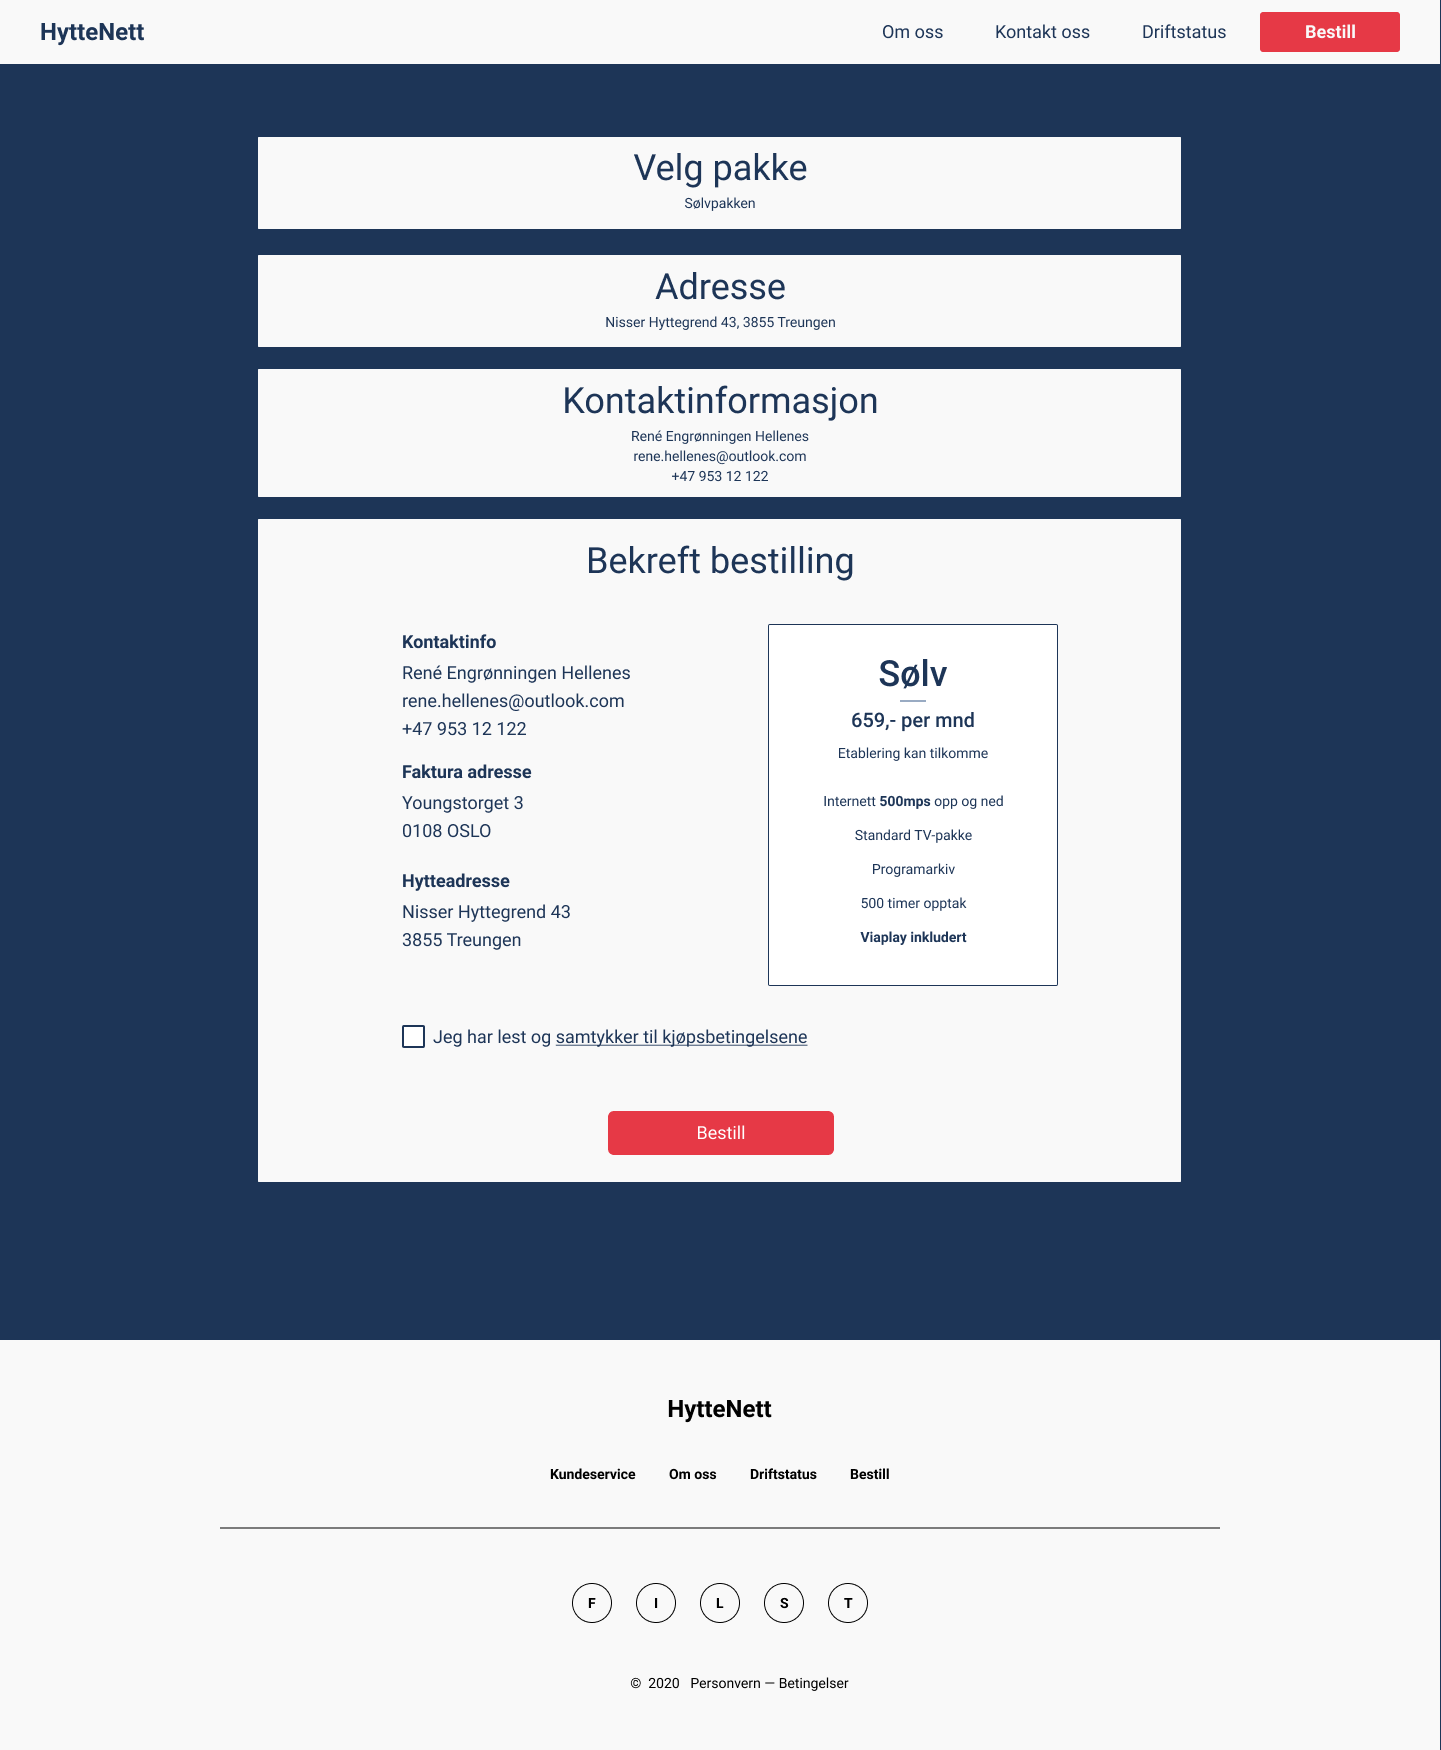 HytteNett
Om oss
Kontakt oss
Driftstatus
Bestill
Velg pakke
Sølvpakken
Adresse
Nisser Hyttegrend 43, 3855 Treungen
Kontaktinformasjon
René Engrønningen Hellenes
rene.hellenes@outlook.com
+47 953 12 122
Bekreft bestilling
Kontaktinfo
René Engrønningen Hellenes
rene.hellenes@outlook.com
+47 953 12 122
Faktura adresse
Youngstorget 3
0108 OSLO
Hytteadresse
Nisser Hyttegrend 43
3855 Treungen
Sølv
659,- per mnd
Etablering kan tilkomme
Internett 500mps opp og ned
Standard TV-pakke
Programarkiv
500 timer opptak
Viaplay inkludert
Jeg har lest og samtykker til kjøpsbetingelsene
Bestill
HytteNett
Kundeservice
Om oss
Driftstatus
Bestill
F
I
L
S
T
© 2020 Personvern — Betingelser